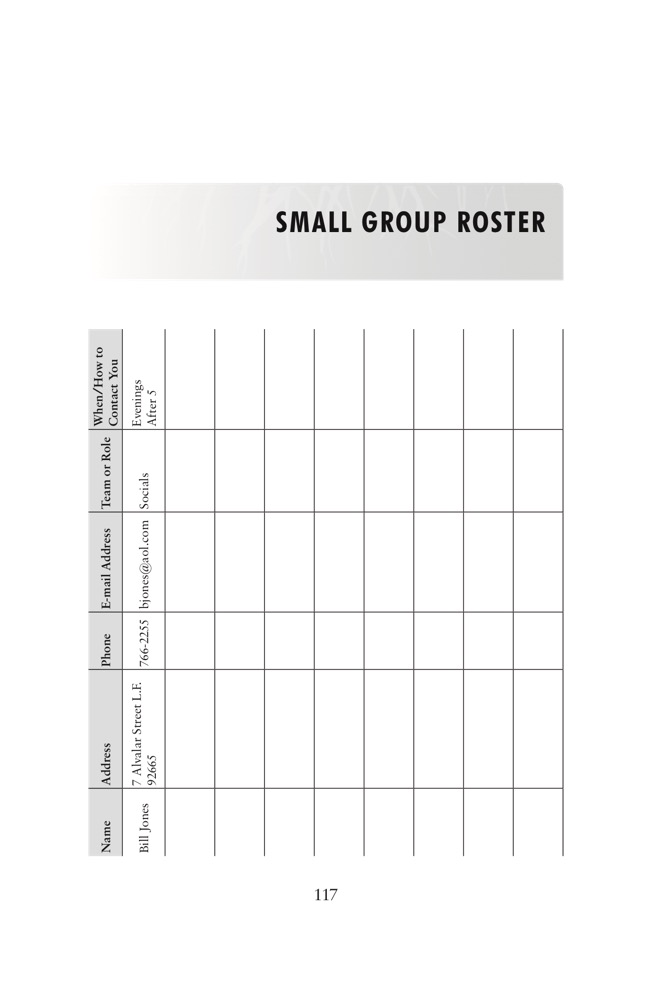 SMALL GROUP ROSTER
Name Address Phone E-mail Address Team or Role When/How to
Contact You
Bill Jones 7 Alvalar Street L.F. 766-2255 bjones@aol.com Socials Evenings
92665 After 5
117